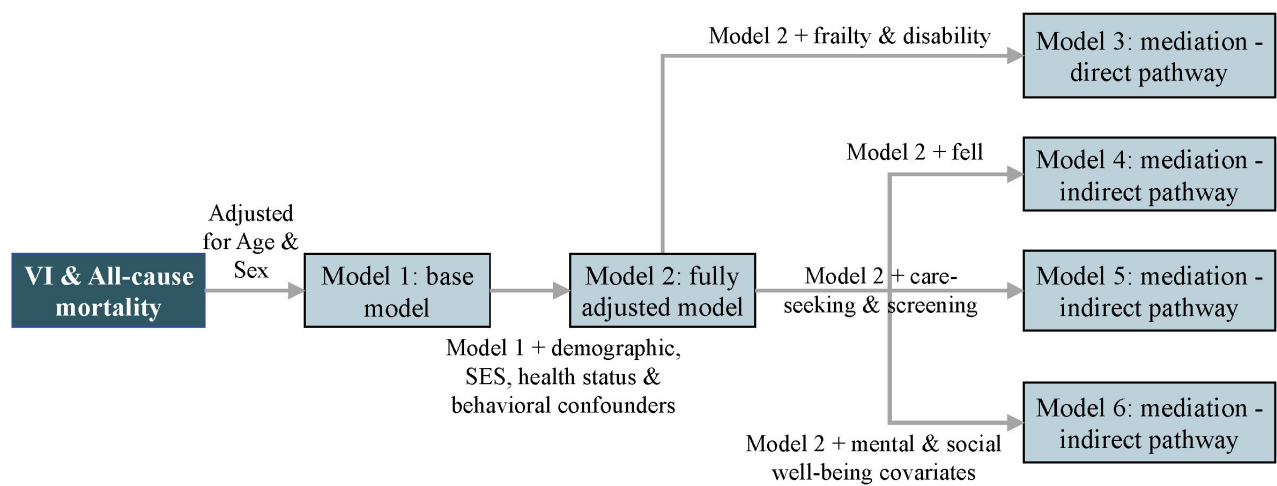 Model 2 + frailty & disability
Model 3: mediation -
direct pathway
Model 2 + fell
Model 4: mediation -
indirect pathway
Adjusted
for Age &
Sex
VI & All-cause
mortality
Model 1: base
model
Model 2: fully
adjusted model
Model 2 + care-
seeking & screening
Model 5: mediation -
indirect pathway
Model 1 + demographic,
SES, health status &
behavioral confounders
Model 2 + mental & social
well-being covariates
Model 6: mediation -
indirect pathway